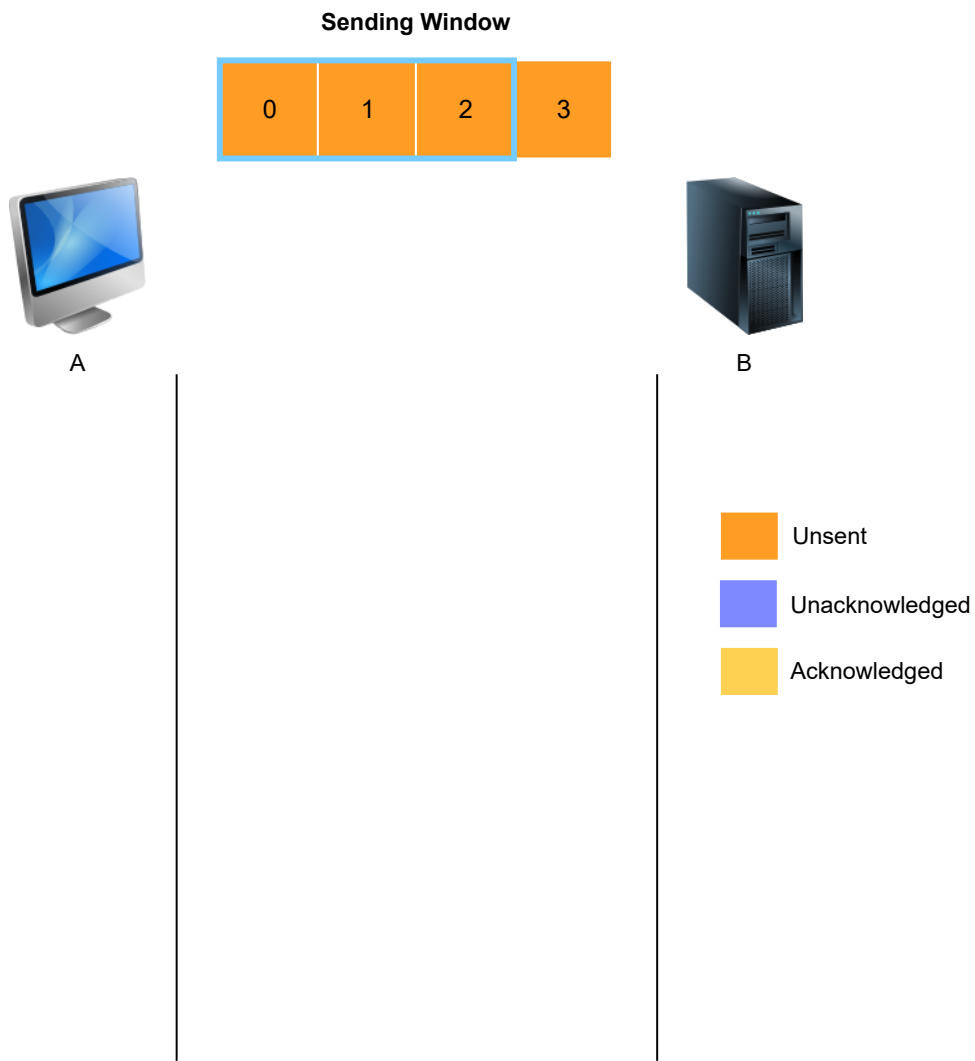 Sending Window
0 1 2 3
A
B
Unsent
Unacknowledged
Acknowledged